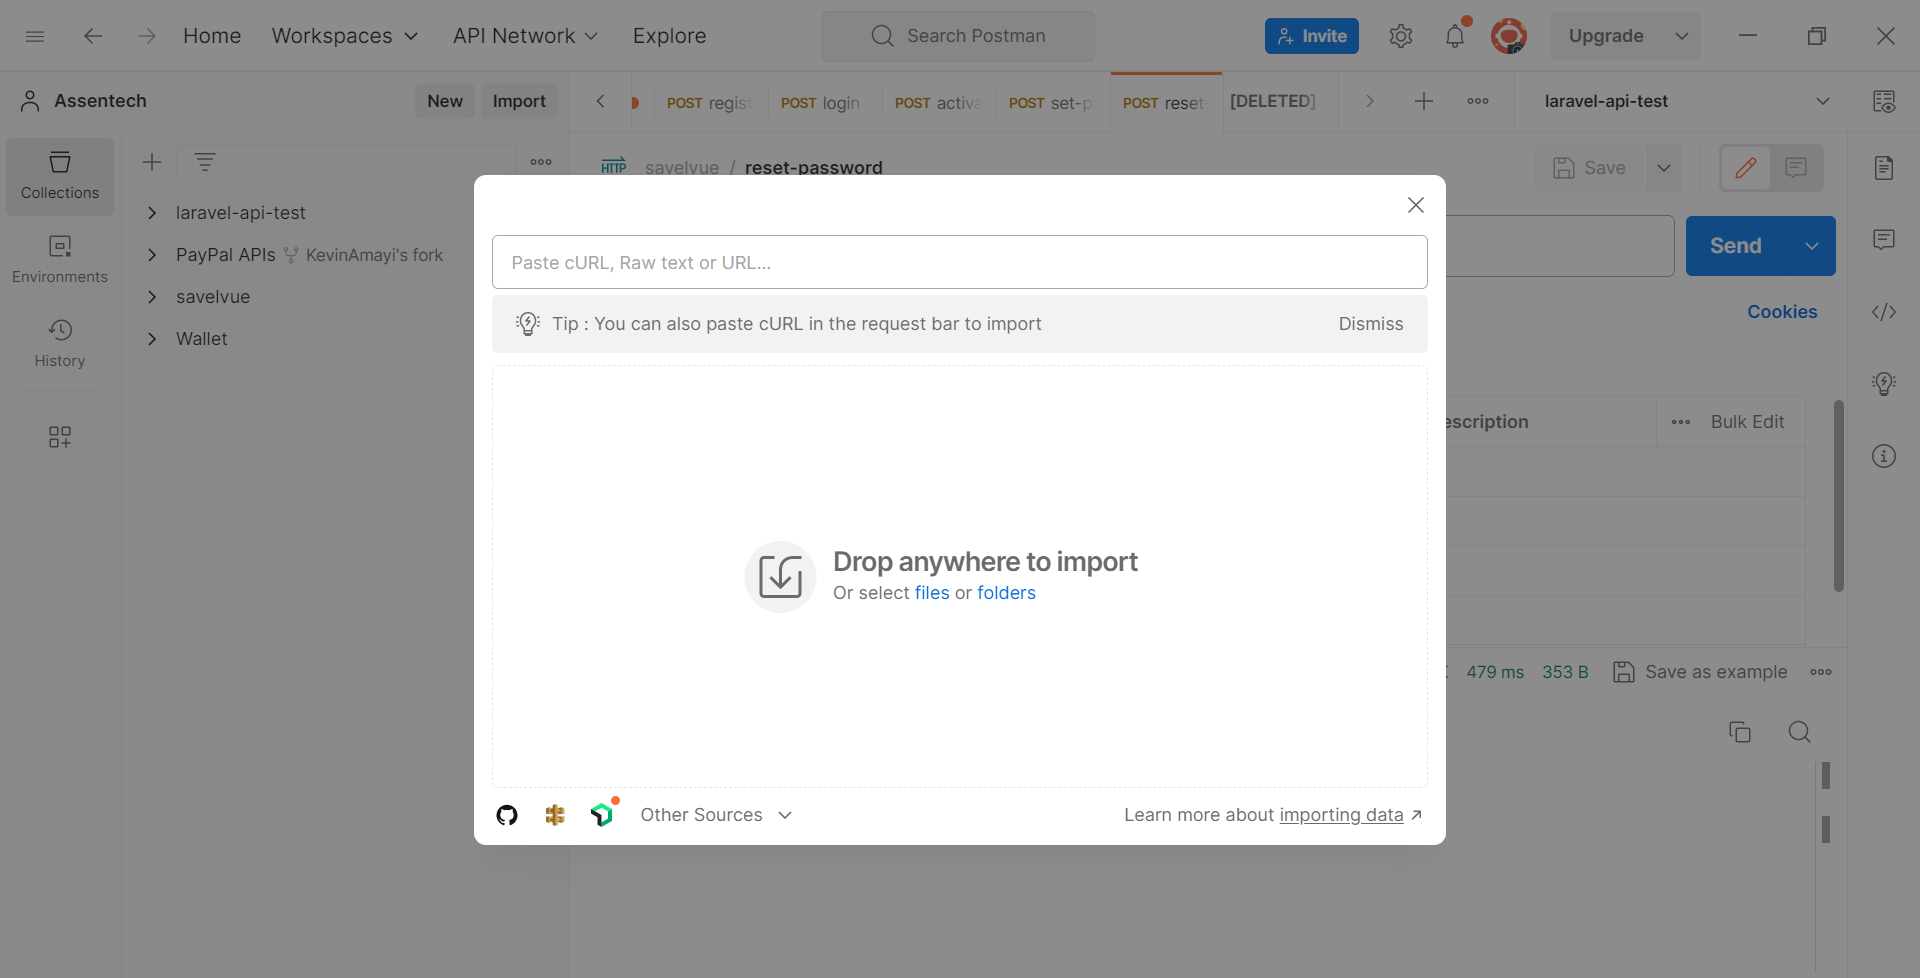 Home Workspaces API Network Explore Search Postman Invite Upgrade
Assentech New Import
POST regist POST login POST activa POST set-pa POST reset- [DELETED] laravel-api-test
Collections
Environments
History
laravel-api-test
PayPal APIs KevinAmayi's fork
savelvue
Wallet
HTTP savelvue / reset-password Save
Send
Cookies
escription Bulk Edit
479 ms 353 B Save as example
Paste cURL, Raw text or URL...
Tip : You can also paste cURL in the request bar to import Dismiss
Drop anywhere to import
Or select files or folders
Other Sources Learn more about importing data